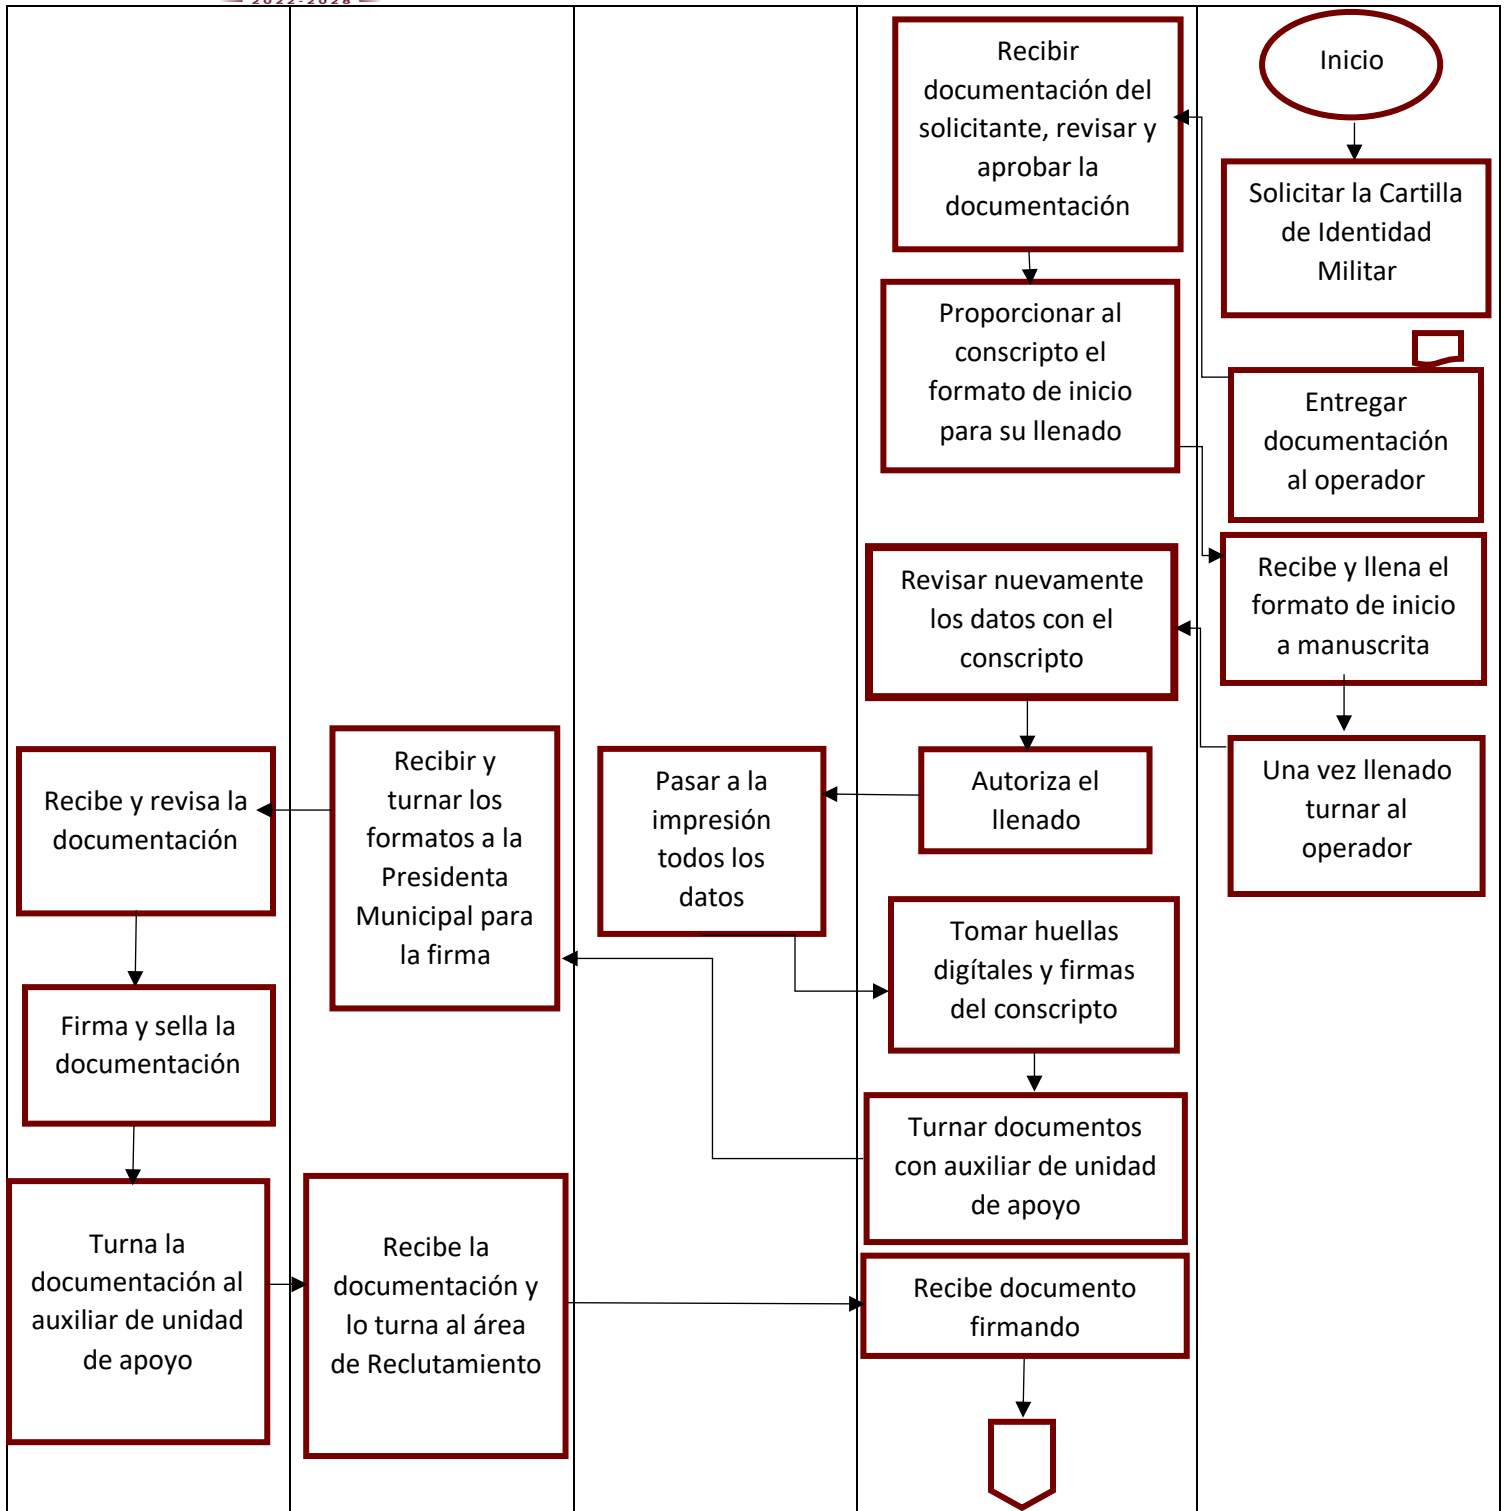 2022-2028
Inicio
Solicitar la Cartilla
de Identidad
Militar
Entregar
documentación
al operador
Recibir
documentación del
solicitante, revisar y
aprobar la
documentación
Proporcionar al
conscripto el
formato de inicio
para su llenado
Recibe y llena el
formato de inicio
a manuscrita
Una vez llenado
turnar al
operador
Revisar nuevamente
los datos con el
conscripto
Autoriza el
llenado
Pasar a la
impresión
todos los
datos
Tomar huellas
digítales y firmas
del conscripto
Turnar documentos
con auxiliar de unidad
de apoyo
Recibir y
turnar los
formatos a la
Presidenta
Municipal para
la firma
Recibe y revisa la
documentación
Firma y sella la
documentación
Turna la
documentación al
auxiliar de unidad
de apoyo
Recibe la
documentación y
lo turna al área
de Reclutamiento
Recibe documento
firmando